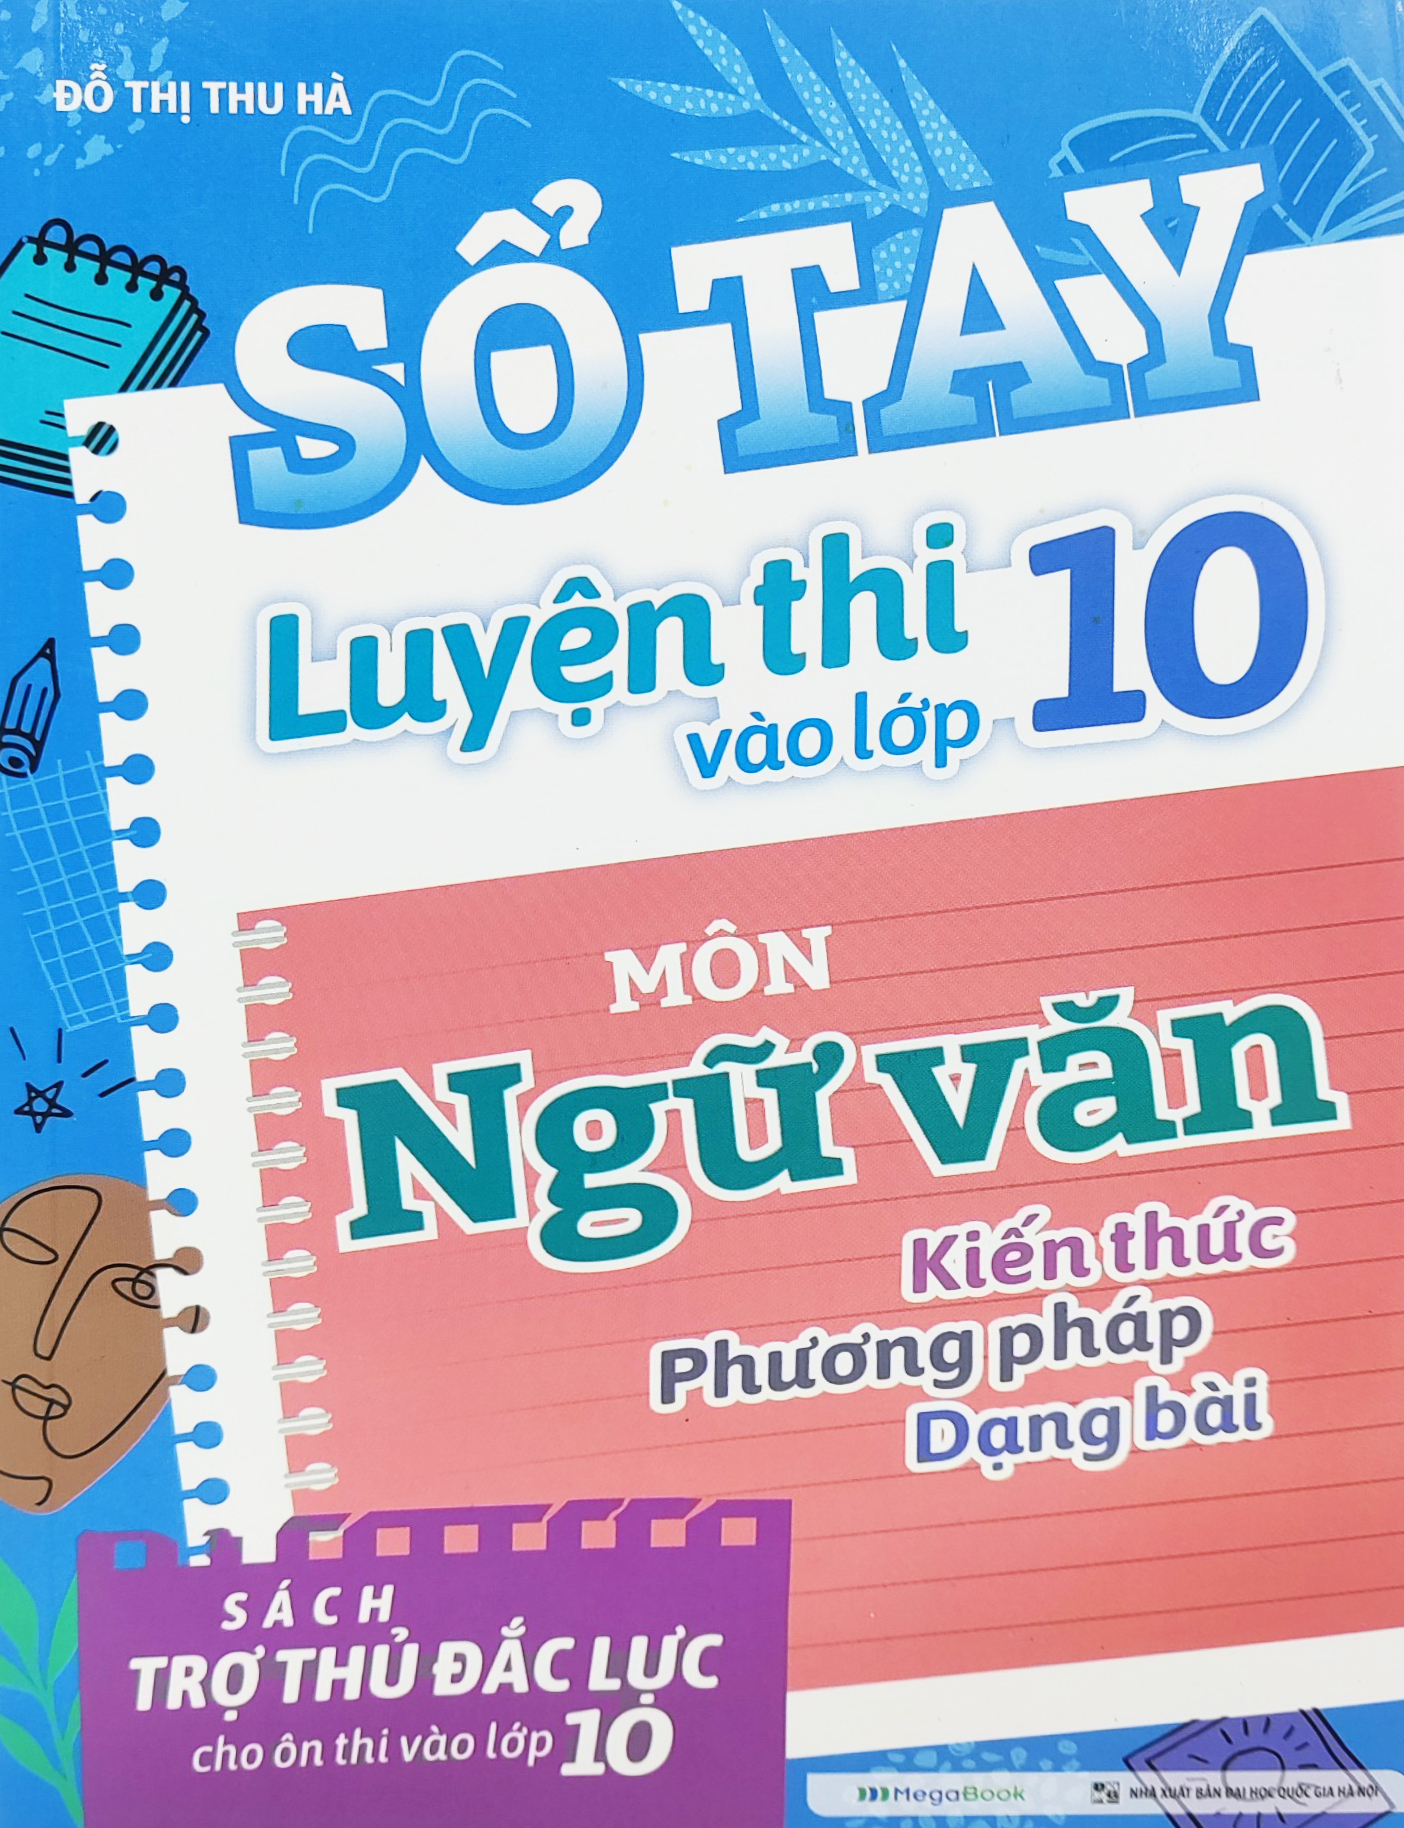 ĐỖ THỊ THU HÀ
SỔ TAY
Luyện thi
vào lớp 10
MÔN
Ngữ văn
Kiến thức
Phương pháp
Dạng bài
SÁCH
TRỢ THỦ ĐẮC LỰC
cho ôn thi vào lớp 10
MegaBook
NHÀ XUẤT BẢN ĐẠI HỌC QUỐC GIA HÀ NỘI